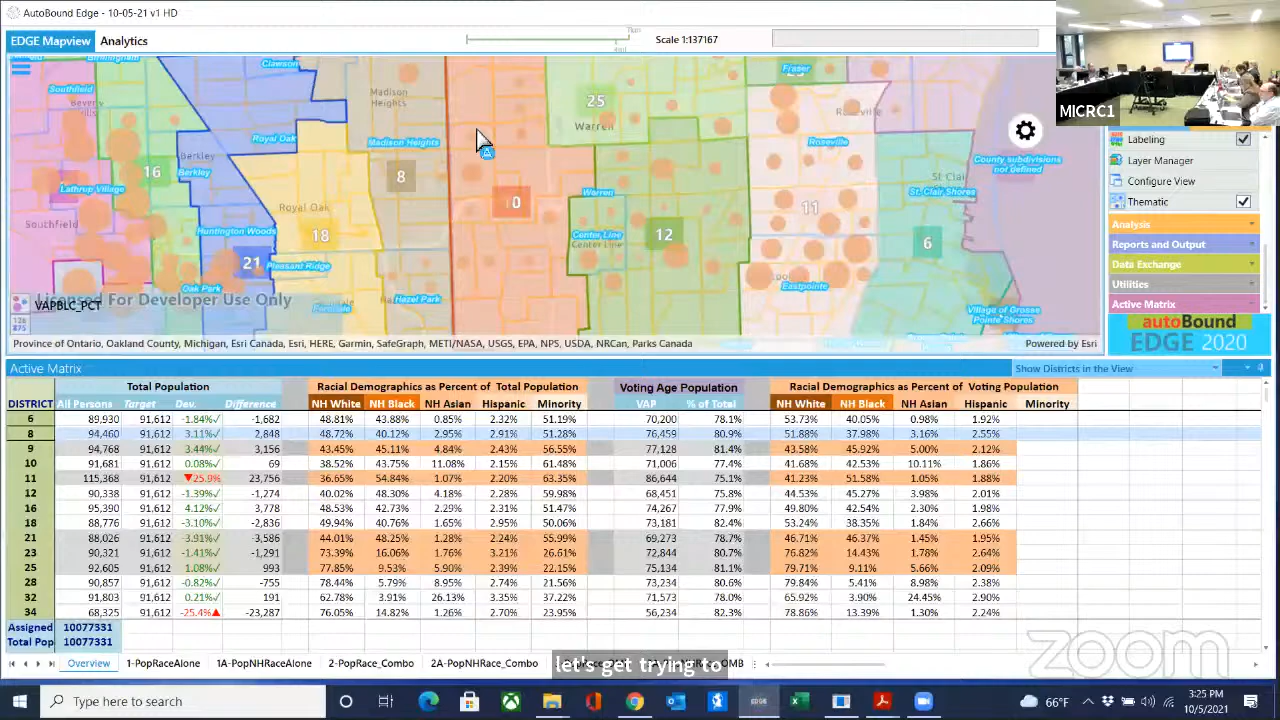 AutoBound Edge - 10-05-21 v1 HD
EDGE Mapview Analytics
Scale 1:137167
MICRC1
Southfield
Birmingham
Clawson
Fraser
Beverly
Hills
Madison
Heights
25
Warren
Roseville
Royal Oak
Berkley
Madison Heights
Roseville
County subdivisions
not defined
16
Berkley
8
St. Clair
Lathrup Village
Warren
St. Clair Shores
Southfield
Royal Oak
11
Huntington Woods
18
Center Line
Center Line
12
6
21
Pleasant Ridge
Oak Park
Hazel Park
Eastpointe
Ferndale
Village of Grosse
Pointe Shores
Licensed For Developer Use Only
VAPBLC_PCT
Province of Ontario, Oakland County, Michigan, Esri Canada, Esri, HERE, Garmin, SafeGraph, METI/NASA, USGS, EPA, NPS, USDA, NRCan, Parks Canada
Powered by Esri
Labeling
Layer Manager
Configure View
Thematic
Analysis
Reports and Output
Data Exchange
Utilities
Active Matrix
autoBound
EDGE 2020
Active Matrix Show Districts in the View
Total Population Racial Demographics as Percent of Total Population Voting Age Population Racial Demographics as Percent of Voting Population
DISTRICT All Persons Target Dev. Difference NH White NH Black NH Asian Hispanic Minority VAP % of Total NH White NH Black NH Asian Hispanic Minority
6 89,930 91,612 -1.84%✓ -1,682 48.81% 43.88% 0.85% 2.32% 51.19% 70,200 78.1% 53.73% 40.05% 0.98% 1.92%
8 94,460 91,612 3.11%✓ 2,848 48.72% 40.12% 2.95% 2.91% 51.28% 76,459 80.9% 51.88% 37.98% 3.16% 2.55%
9 94,768 91,612 3.44%✓ 3,156 43.45% 45.11% 4.84% 2.43% 56.55% 77,128 81.4% 43.58% 45.92% 5.00% 2.12%
10 91,681 91,612 0.08%✓ 69 38.52% 43.75% 11.08% 2.15% 61.48% 71,006 77.4% 41.68% 42.53% 10.11% 1.86%
11 115,368 91,612 ▼25.9% 23,756 36.65% 54.84% 1.07% 2.20% 63.35% 86,644 75.1% 41.23% 51.58% 1.05% 1.88%
12 90,338 91,612 -1.39%✓ -1,274 40.02% 48.30% 4.18% 2.28% 59.98% 68,451 75.8% 44.53% 45.27% 3.98% 2.01%
16 95,390 91,612 4.12%✓ 3,778 48.53% 42.73% 2.29% 2.31% 51.47% 74,267 77.9% 49.80% 42.54% 2.30% 1.98%
18 88,776 91,612 -3.10%✓ -2,836 49.94% 40.76% 1.65% 2.95% 50.06% 73,181 82.4% 53.24% 38.35% 1.84% 2.66%
21 88,026 91,612 -3.91%✓ -3,595 44.01% 48.25% 1.28% 2.24% 55.99% 69,273 78.7% 46.71% 46.37% 1.45% 1.95%
23 90,321 91,612 -1.41%✓ -1,291 73.39% 16.06% 1.76% 3.21% 26.61% 72,844 80.7% 76.82% 14.43% 1.78% 2.64%
25 92,605 91,612 1.08%✓ 993 77.85% 9.53% 5.90% 2.39% 22.15% 75,134 81.1% 79.71% 9.11% 5.66% 2.09%
28 90,857 91,612 -0.82%✓ -755 78.44% 5.79% 8.95% 2.74% 21.56% 73,234 80.6% 79.84% 5.41% 8.98% 2.38%
32 91,803 91,612 0.21%✓ 191 62.78% 3.91% 26.13% 3.35% 37.22% 71,573 78.0% 65.92% 3.90% 24.45% 2.90%
34 68,325 91,612 -25.4%▲ -23,287 76.05% 14.82% 1.26% 2.70% 23.95% 56,234 82.3% 78.86% 13.39% 1.30% 2.24%
Assigned 10077331
Total Pop 10077331
Overview 1-PopRaceAlone 1A-PopNHRaceAlone 2-PopRace_Combo 2A-PopNHRace_Combo
let's get trying to
zoom
Type here to search
66°F
3:25 PM
10/5/2021